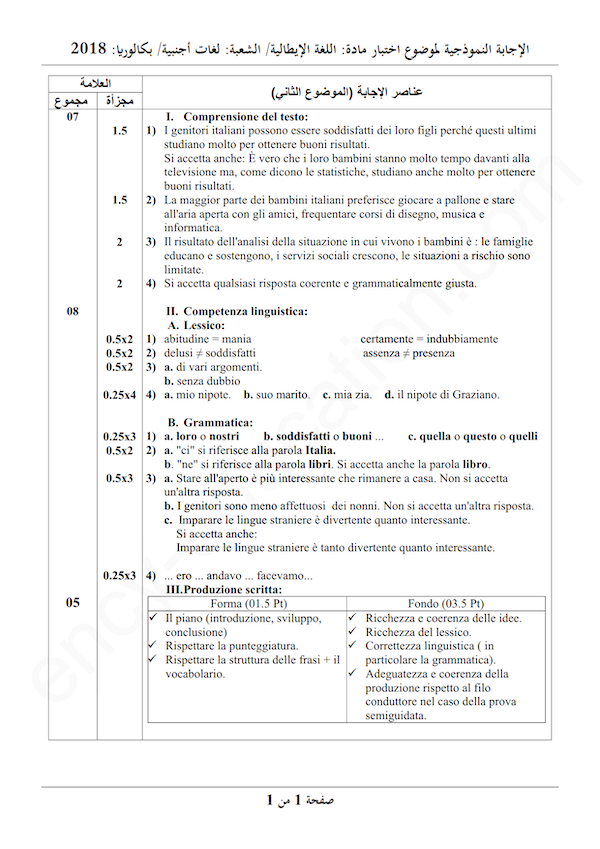 الإجابة النموذجية لموضوع اختبار مادة: اللغة الإيطالية/ الشعبة: لغات أجنبية/ بكالوريا: 2018
العلامة
عناصر الإجابة (الموضوع الثاني)
مجموع مجزأة
07 I. Comprensione del testo:
1.5 1) I genitori italiani possono essere soddisfatti dei loro figli perché questi ultimi
studiano molto per ottenere buoni risultati.
Si accetta anche: È vero che i loro bambini stanno molto tempo davanti alla
televisione ma, come dicono le statistiche, studiano anche molto per ottenere
buoni risultati.
1.5 2) La maggior parte dei bambini italiani preferisce giocare a pallone e stare
all'aria aperta con gli amici, frequentare corsi di disegno, musica e
informatica.
2 3) Il risultato dell'analisi della situazione in cui vivono i bambini è : le famiglie
educano e sostengono, i servizi sociali crescono, le situazioni a rischio sono
limitate.
2 4) Si accetta qualsiasi risposta coerente e grammaticalmente giusta.
08 II. Competenza linguistica:
A. Lessico:
0.5x2 1) abitudine = mania certamente = indubbiamente
0.5x2 2) delusi ≠ soddisfatti assenza ≠ presenza
0.5x2 3) a. di vari argomenti.
b. senza dubbio
0.25x4 4) a. mio nipote. b. suo marito. c. mia zia. d. il nipote di Graziano.
B. Grammatica:
0.25x3 1) a. loro o nostri b. soddisfatti o buoni ... c. quella o questo o quelli
0.5x2 2) a. "ci" si riferisce alla parola Italia.
b. "ne" si riferisce alla parola libri. Si accetta anche la parola libro.
0.5x3 3) a. Stare all'aperto è più interessante che rimanere a casa. Non si accetta
un'altra risposta.
b. I genitori sono meno affettuosi dei nonni. Non si accetta un'altra risposta.
c. Imparare le lingue straniere è divertente quanto interessante.
Si accetta anche:
Imparare le lingue straniere è tanto divertente quanto interessante.
0.25x3 4) ... ero ... andavo ... facevamo...
05 III.Produzione scritta:
Forma (01.5 Pt) Fondo (03.5 Pt)
✓ Il piano (introduzione, sviluppo,
conclusione)
✓ Rispettare la punteggiatura.
✓ Rispettare la struttura delle frasi + il
vocabolario.
✓ Ricchezza e coerenza delle idee.
✓ Ricchezza del lessico.
✓ Correttezza linguistica ( in
particolare la grammatica).
✓ Adeguatezza e coerenza della
produzione rispetto al filo
conduttore nel caso della prova
semiguidata.
ency-education.com
صفحة 1 من 1